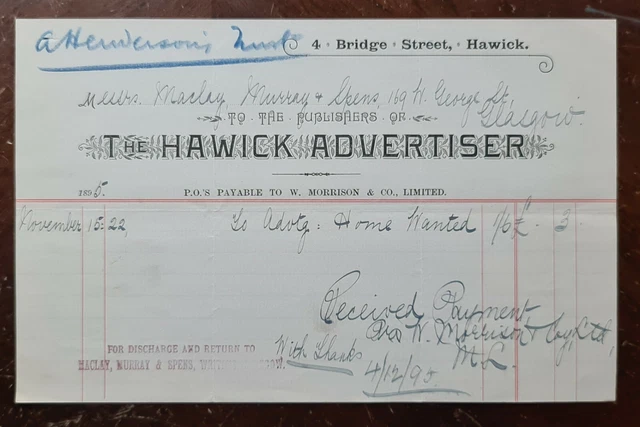 A Henderson's Trust
4 · Bridge · Street, · Hawick.
Messrs. Maclay, Murray & Spens, 169 W. George St,
Glasgow.
TO THE PUBLISHERS OF
THE HAWICK ADVERTISER
1895.
P.O.'S PAYABLE TO W. MORRISON & CO., LIMITED.
November 15 22, To Advtg: Home Wanted 1/6 £ " 3
Received Payment
Pro W. Morrison & Coy, Ltd,
FOR DISCHARGE AND RETURN TO
With Thanks
MACLAY, MURRAY & SPENS,
4/12/95